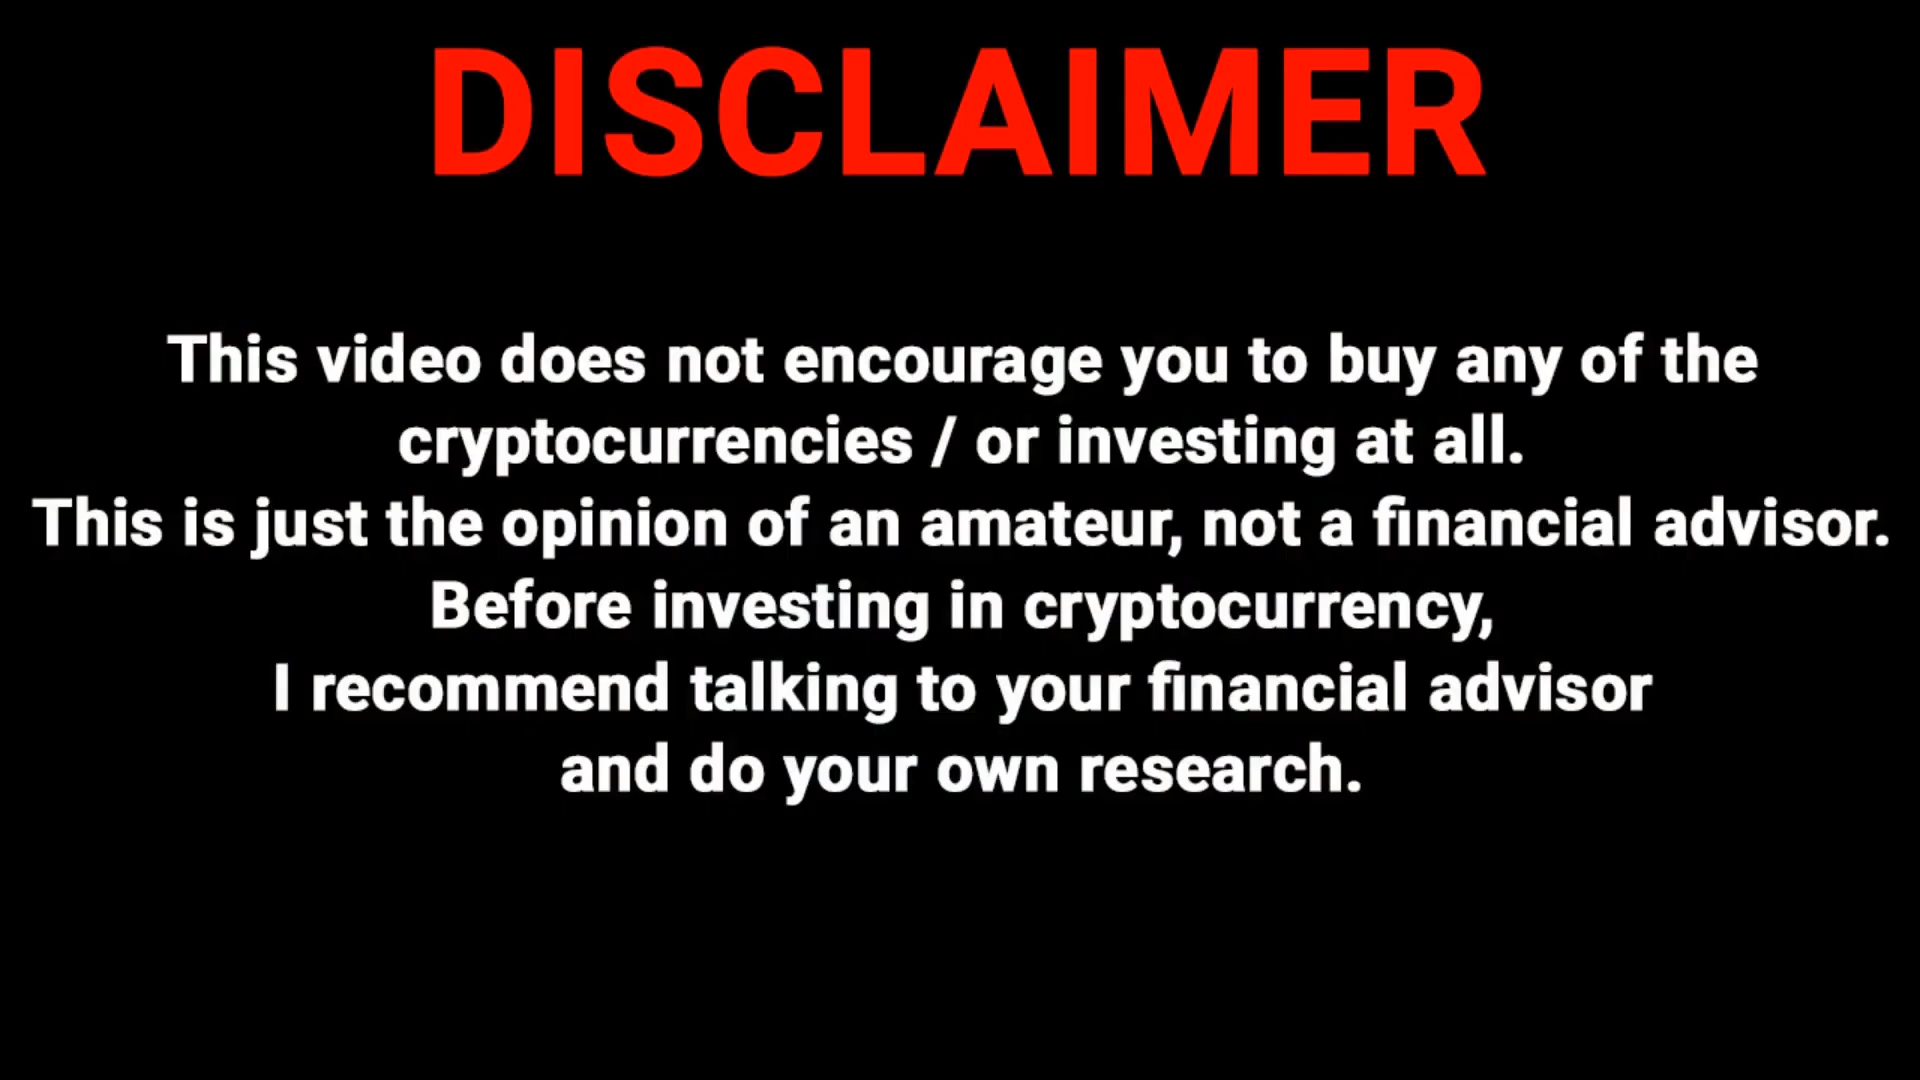 DISCLAIMER
This video does not encourage you to buy any of the
cryptocurrencies / or investing at all.
This is just the opinion of an amateur, not a financial advisor.
Before investing in cryptocurrency,
I recommend talking to your financial advisor
and do your own research.